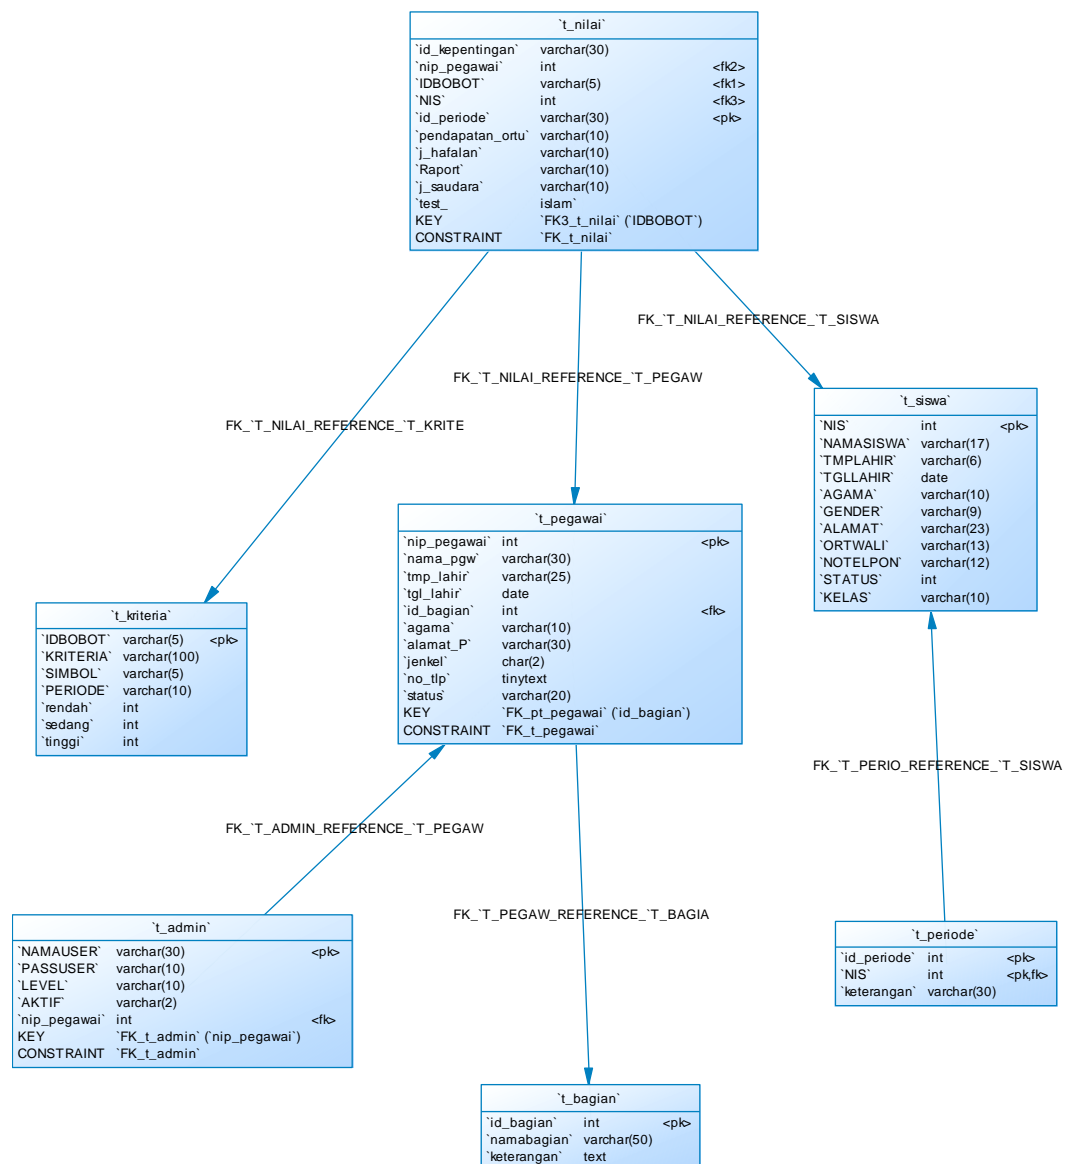 `t_nilai`
`id_kepentingan` varchar(30)
`nip_pegawai` int <fk2>
`IDBOBOT` varchar(5) <fk1>
`NIS` int <fk3>
`id_periode` varchar(30) <pk>
`pendapatan_ortu` varchar(10)
`j_hafalan` varchar(10)
`Raport` varchar(10)
`j_saudara` varchar(10)
`test_ islam`
KEY `FK3_t_nilai` (`IDBOBOT`)
CONSTRAINT `FK_t_nilai`
FK_`T_NILAI_REFERENCE_`T_SISWA
FK_`T_NILAI_REFERENCE_`T_PEGAW
FK_`T_NILAI_REFERENCE_`T_KRITE
`t_siswa`
`NIS` int <pk>
`NAMASISWA` varchar(17)
`TMPLAHIR` varchar(6)
`TGLLAHIR` date
`AGAMA` varchar(10)
`GENDER` varchar(9)
`ALAMAT` varchar(23)
`ORTWALI` varchar(13)
`NOTELPON` varchar(12)
`STATUS` int
`KELAS` varchar(10)
`t_pegawai`
`nip_pegawai` int <pk>
`nama_pgw` varchar(30)
`tmp_lahir` varchar(25)
`tgl_lahir` date
`id_bagian` int <fk>
`agama` varchar(10)
`alamat_P` varchar(30)
`jenkel` char(2)
`no_tlp` tinytext
`status` varchar(20)
KEY `FK_pt_pegawai` (`id_bagian`)
CONSTRAINT `FK_t_pegawai`
`t_kriteria`
`IDBOBOT` varchar(5) <pk>
`KRITERIA` varchar(100)
`SIMBOL` varchar(5)
`PERIODE` varchar(10)
`rendah` int
`sedang` int
`tinggi` int
FK_`T_PERIO_REFERENCE_`T_SISWA
FK_`T_ADMIN_REFERENCE_`T_PEGAW
FK_`T_PEGAW_REFERENCE_`T_BAGIA
`t_admin`
`NAMAUSER` varchar(30) <pk>
`PASSUSER` varchar(10)
`LEVEL` varchar(10)
`AKTIF` varchar(2)
`nip_pegawai` int <fk>
KEY `FK_t_admin` (`nip_pegawai`)
CONSTRAINT `FK_t_admin`
`t_periode`
`id_periode` int <pk>
`NIS` int <pk,fk>
`keterangan` varchar(30)
`t_bagian`
`id_bagian` int <pk>
`namabagian` varchar(50)
`keterangan` text